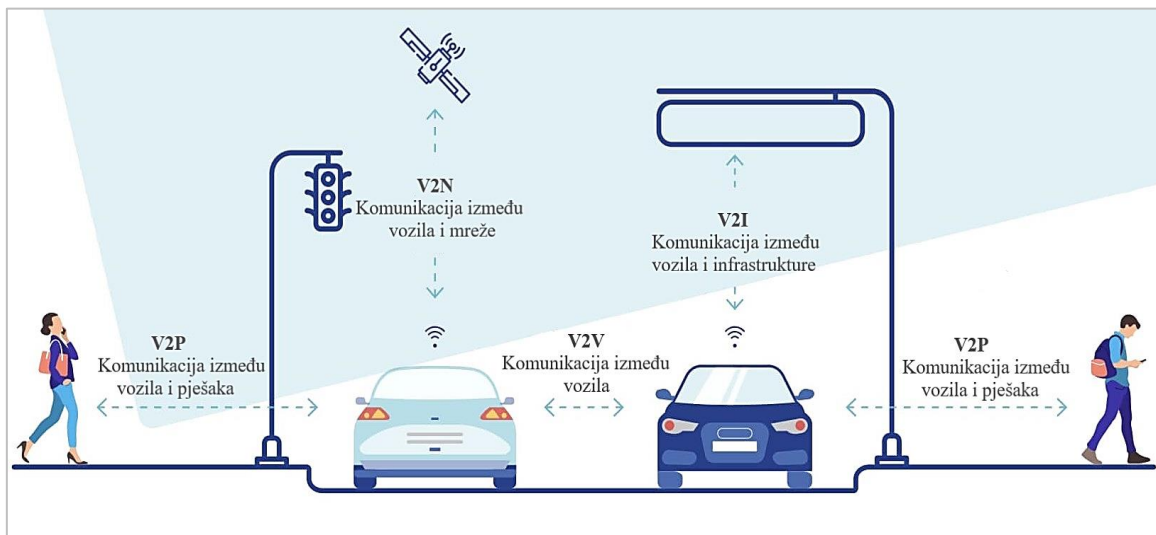 V2N
Komunikacija između
vozila i mreže
V2I
Komunikacija između
vozila i infrastrukture
V2P
Komunikacija između
vozila i pješaka
V2V
Komunikacija između
vozila
V2P
Komunikacija između
vozila i pješaka